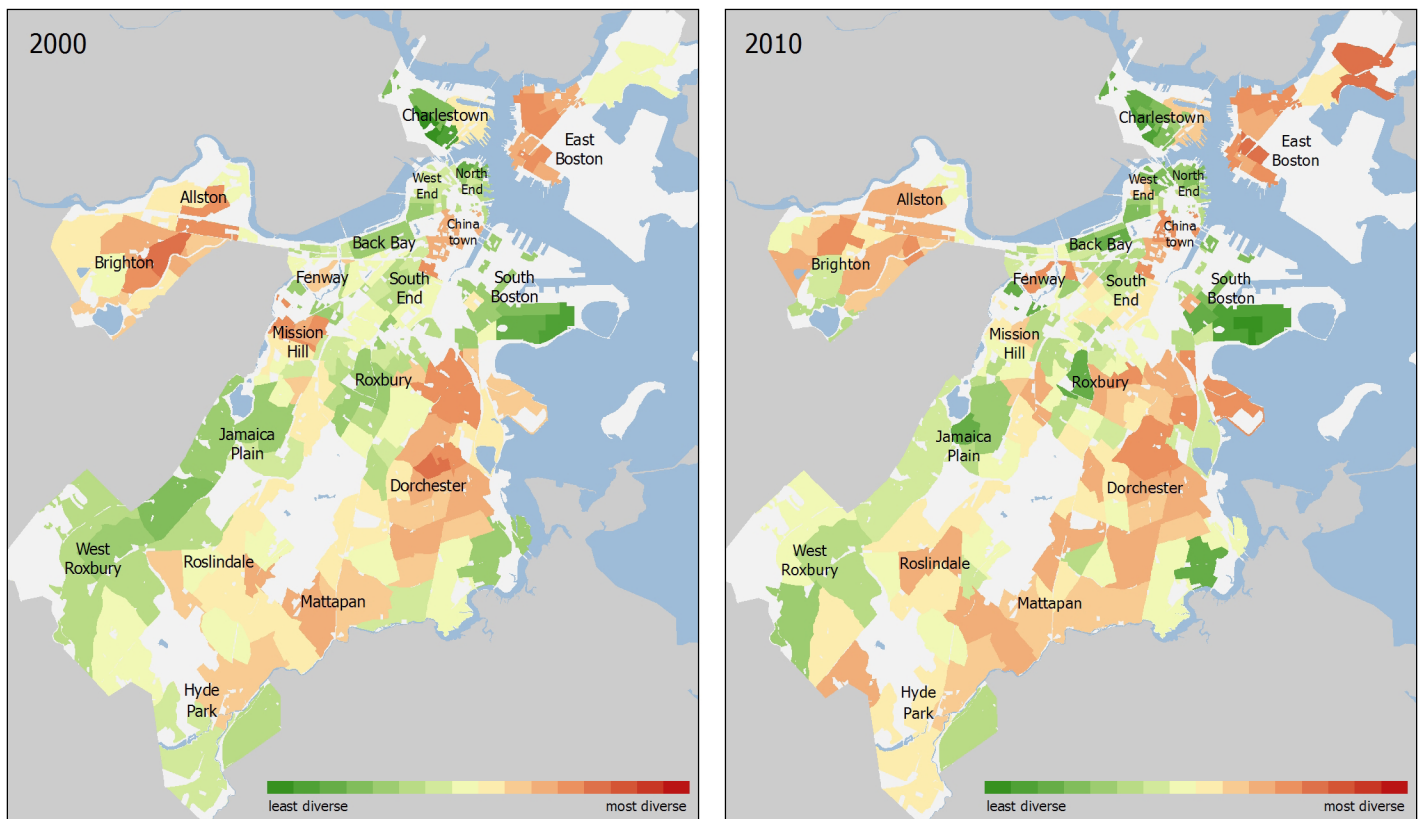 2000
Charlestown
East
Boston
West
End
North
End
Allston
China
town
Back Bay
Brighton
Fenway
South
End
South
Boston
Mission
Hill
Roxbury
Jamaica
Plain
Dorchester
West
Roxbury
Roslindale
Mattapan
Hyde
Park
least diverse
most diverse
2010
Charlestown
East
Boston
West
End
North
End
Allston
China
town
Back Bay
Brighton
Fenway
South
End
South
Boston
Mission
Hill
Roxbury
Jamaica
Plain
Dorchester
West
Roxbury
Roslindale
Mattapan
Hyde
Park
least diverse
most diverse